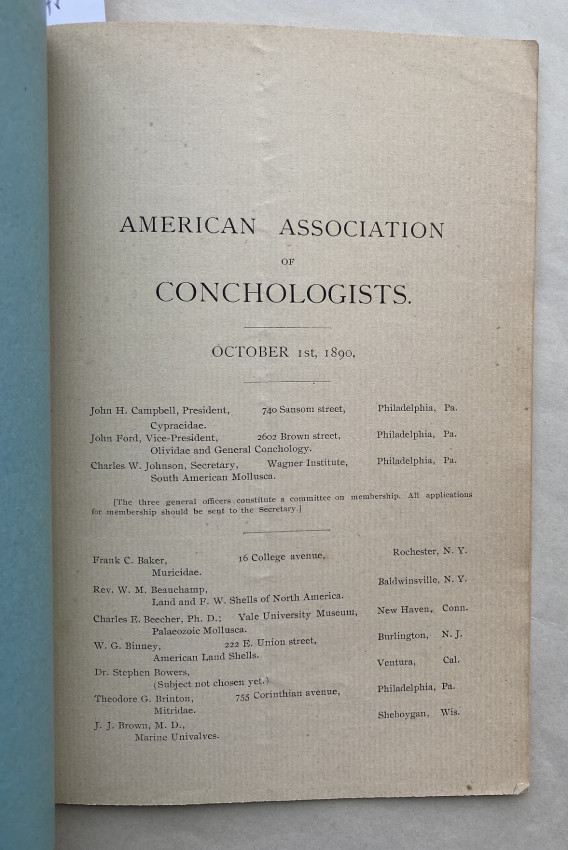 AMERICAN ASSOCIATION
OF
CONCHOLOGISTS.
OCTOBER 1st, 1890.
John H. Campbell, President, 740 Sansom street, Philadelphia, Pa.
Cypracidae.
John Ford, Vice-President, 2602 Brown street, Philadelphia, Pa.
Olividae and General Conchology.
Charles W. Johnson, Secretary, Wagner Institute, Philadelphia, Pa.
South American Mollusca.
[The three general officers constitute a committee on membership. All applications
for membership should be sent to the Secretary.]
Frank C. Baker, 16 College avenue, Rochester, N. Y.
Muricidae.
Rev. W. M. Beauchamp, Baldwinsville, N. Y.
Land and F. W. Shells of North America.
Charles E. Beecher, Ph. D.; Yale University Museum, New Haven, Conn.
Palaeozoic Mollusca.
W. G. Binney, 222 E. Union street, Burlington, N. J.
American Land Shells.
Dr. Stephen Bowers, Ventura, Cal.
(Subject not chosen yet.)
Theodore G. Brinton, 755 Corinthian avenue, Philadelphia, Pa.
Mitridae.
J. J. Brown, M. D., Sheboygan, Wis.
Marine Univalves.